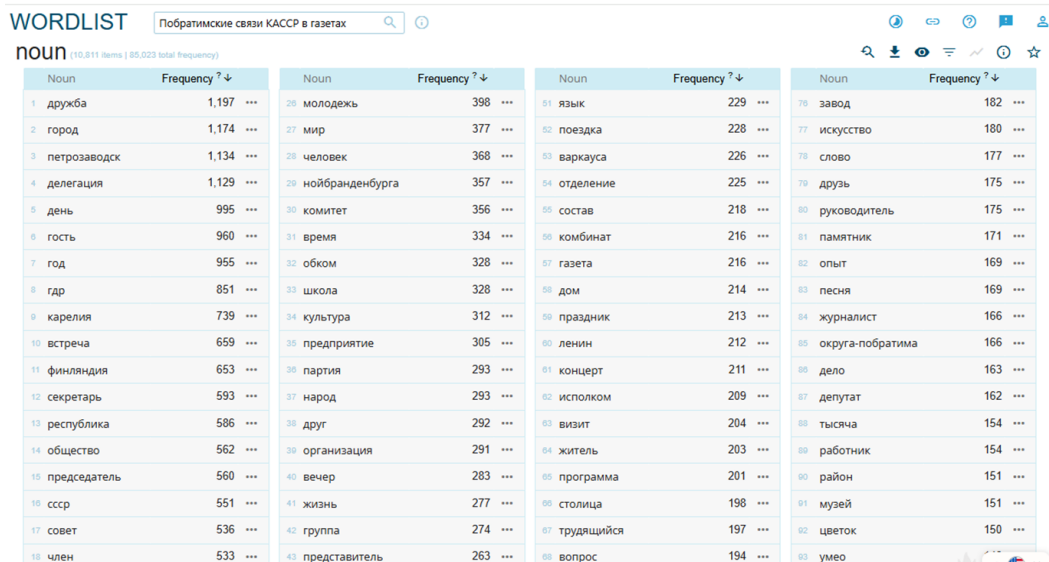 WORDLIST Побратимские связи КАССР в газетах
noun (10,811 items | 85,023 total frequency)
Noun Frequency ? ↓ Noun Frequency ? ↓ Noun Frequency ? ↓ Noun Frequency ? ↓
1 дружба 1,197 ••• 26 молодежь 398 ••• 51 язык 229 ••• 76 завод 182 •••
2 город 1,174 ••• 27 мир 377 ••• 52 поездка 228 ••• 77 искусство 180 •••
3 петрозаводск 1,134 ••• 28 человек 368 ••• 53 варкауса 226 ••• 78 слово 177 •••
4 делегация 1,129 ••• 29 нойбранденбурга 357 ••• 54 отделение 225 ••• 79 друзь 175 •••
5 день 995 ••• 30 комитет 356 ••• 55 состав 218 ••• 80 руководитель 175 •••
6 гость 960 ••• 31 время 334 ••• 56 комбинат 216 ••• 81 памятник 171 •••
7 год 955 ••• 32 обком 328 ••• 57 газета 216 ••• 82 опыт 169 •••
8 гдр 851 ••• 33 школа 328 ••• 58 дом 214 ••• 83 песня 169 •••
9 карелия 739 ••• 34 культура 312 ••• 59 праздник 213 ••• 84 журналист 166 •••
10 встреча 659 ••• 35 предприятие 305 ••• 60 ленин 212 ••• 85 округа-побратима 166 •••
11 финляндия 653 ••• 36 партия 293 ••• 61 концерт 211 ••• 86 дело 163 •••
12 секретарь 593 ••• 37 народ 293 ••• 62 исполком 209 ••• 87 депутат 162 •••
13 республика 586 ••• 38 друг 292 ••• 63 визит 204 ••• 88 тысяча 154 •••
14 общество 562 ••• 39 организация 291 ••• 64 житель 203 ••• 89 работник 154 •••
15 председатель 560 ••• 40 вечер 283 ••• 65 программа 201 ••• 90 район 151 •••
16 ссср 551 ••• 41 жизнь 277 ••• 66 столица 198 ••• 91 музей 151 •••
17 совет 536 ••• 42 группа 274 ••• 67 трудящийся 197 ••• 92 цветок 150 •••
18 член 533 ••• 43 представитель 263 ••• 68 вопрос 194 ••• 93 умео